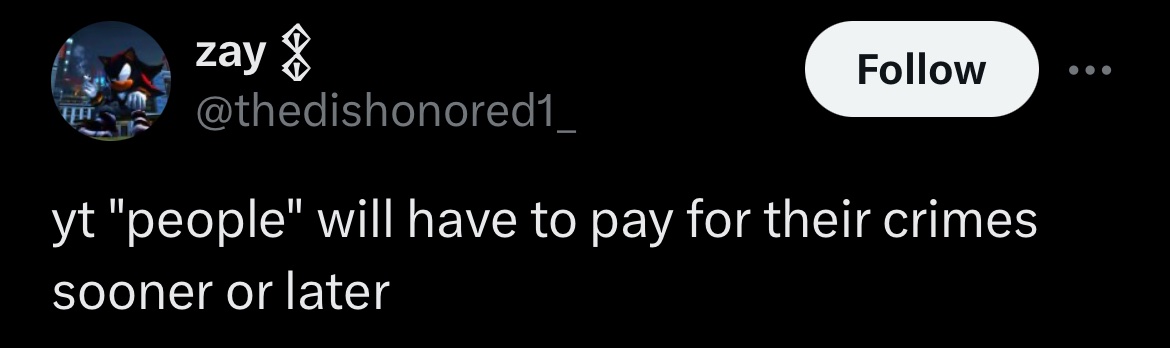 zay
Follow
@thedishonored1_
yt "people" will have to pay for their crimes
sooner or later